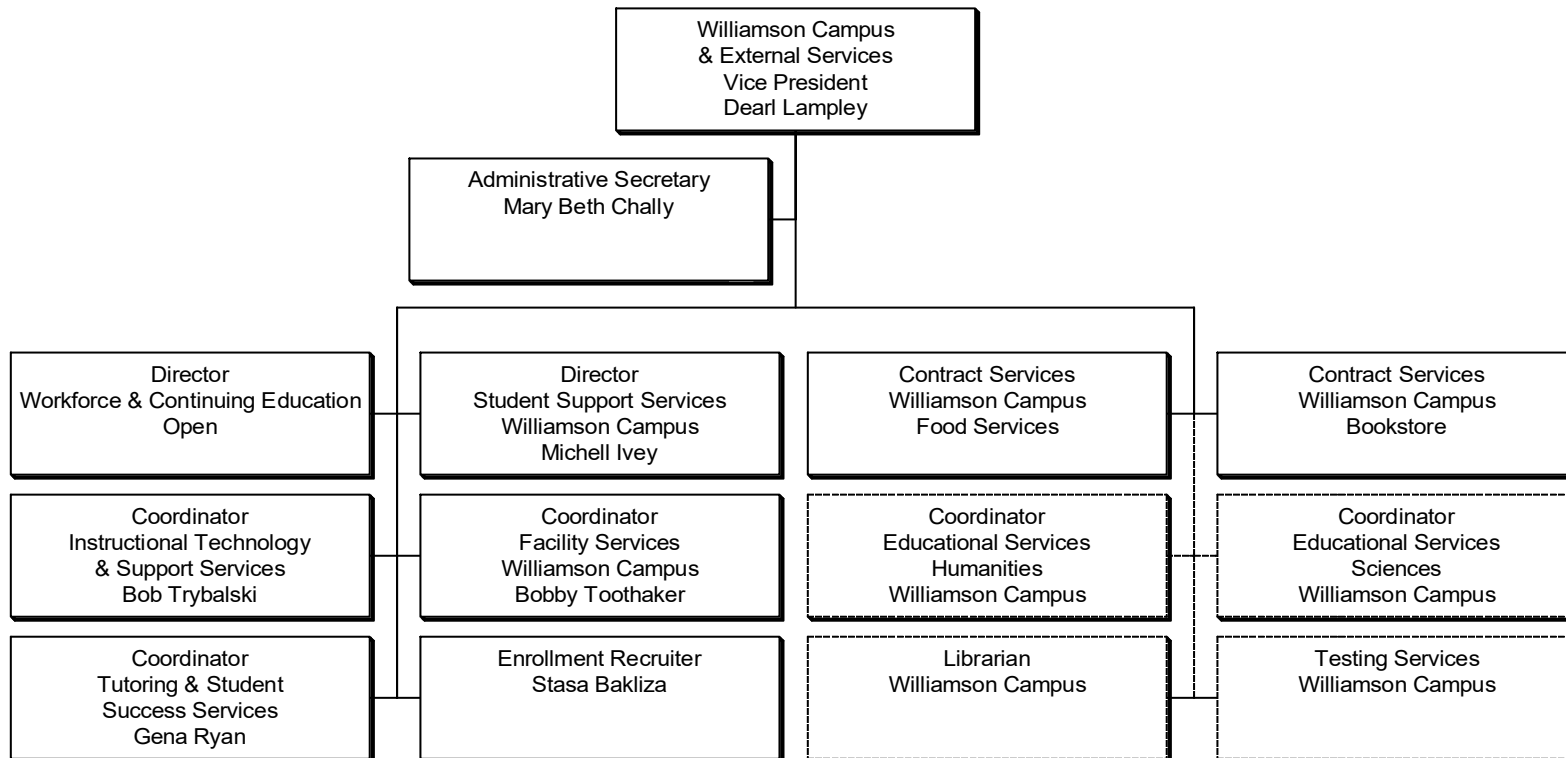 Williamson Campus
& External Services
Vice President
Dearl Lampley
Administrative Secretary
Mary Beth Chally
Director
Workforce & Continuing Education
Open
Director
Student Support Services
Williamson Campus
Michell Ivey
Contract Services
Williamson Campus
Food Services
Contract Services
Williamson Campus
Bookstore
Coordinator
Instructional Technology
& Support Services
Bob Trybalski
Coordinator
Facility Services
Williamson Campus
Bobby Toothaker
Coordinator
Educational Services
Humanities
Williamson Campus
Coordinator
Educational Services
Sciences
Williamson Campus
Coordinator
Tutoring & Student
Success Services
Gena Ryan
Enrollment Recruiter
Stasa Bakliza
Librarian
Williamson Campus
Testing Services
Williamson Campus